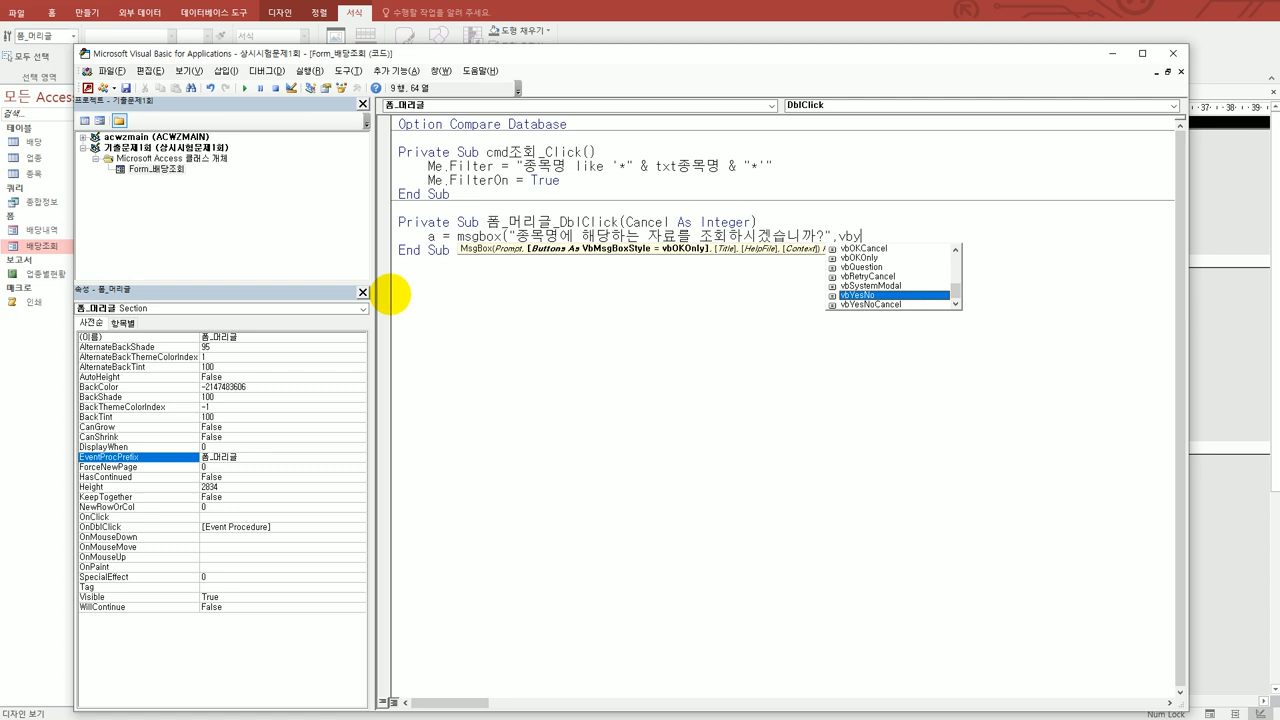 파일 홈 만들기 외부 데이터 데이터베이스 도구 디자인 정렬 서식 수행할 작업을 알려 주세요.
폼_머리글 서식 도형 채우기
모두 선택
선택 영역
모든 Acces
검색...
테이블
배당
업종
종목
쿼리
종합정보
폼
배당내역
배당조회
보고서
업종별현황
매크로
인쇄
디자인 보기
Microsoft Visual Basic for Applications - 상시시험문제1회 - [Form_배당조회 (코드)]
파일(F) 편집(E) 보기(V) 삽입(I) 디버그(D) 실행(R) 도구(T) 추가 기능(A) 창(W) 도움말(H)
9행, 64열
프로젝트 - 기출문제1회
acwzmain (ACWZMAIN)
기출문제1회 (상시시험문제1회)
Microsoft Access 클래스 개체
Form_배당조회
속성 - 폼_머리글
폼_머리글 Section
사전순 항목별
(이름) 폼_머리글
AlternateBackShade 95
AlternateBackThemeColorIndex 1
AlternateBackTint 100
AutoHeight False
BackColor -2147483606
BackShade 100
BackThemeColorIndex -1
BackTint 100
CanGrow False
CanShrink False
DisplayWhen 0
EventProcPrefix 폼_머리글
ForceNewPage 0
HasContinued False
Height 2834
KeepTogether False
NewRowOrCol 0
OnClick
OnDblClick [Event Procedure]
OnMouseDown
OnMouseMove
OnMouseUp
OnPaint
SpecialEffect 0
Tag
Visible True
WillContinue False
폼_머리글 DblClick
Option Compare Database
Private Sub cmd조회_Click()
Me.Filter = "종목명 like '*" & txt종목명 & "*'"
Me.FilterOn = True
End Sub
Private Sub 폼_머리글_DblClick(Cancel As Integer)
a = msgbox("종목명에 해당하는 자료를 조회하시겠습니까?",vby
End Sub
MsgBox(Prompt, [Buttons As VbMsgBoxStyle = vbOKOnly], [Title], [HelpFile], [Context])
vbOKCancel
vbOKOnly
vbQuestion
vbRetryCancel
vbSystemModal
vbYesNo
vbYesNoCancel
37 38 39
Num Lock